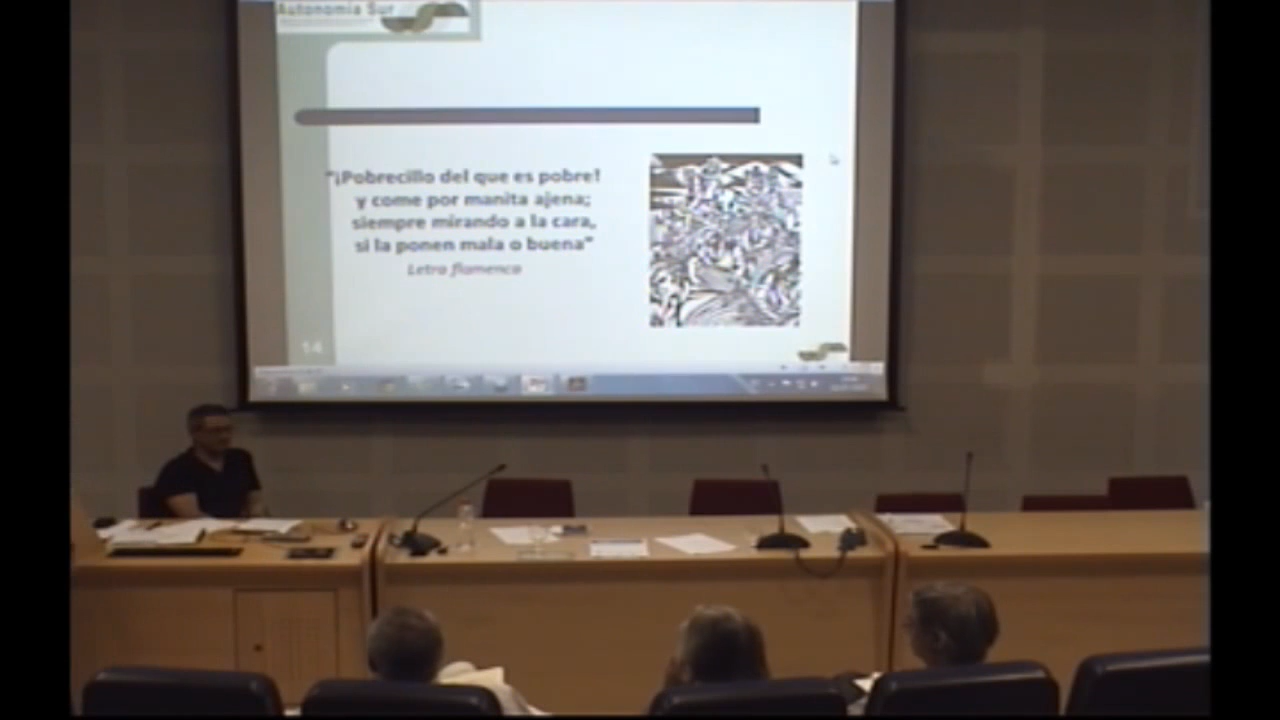 Autonomía Sur
"¡Pobrecillo del que es pobre!
y come por manita ajena;
siempre mirando a la cara,
si la ponen mala o buena"
Letra flamenca
14